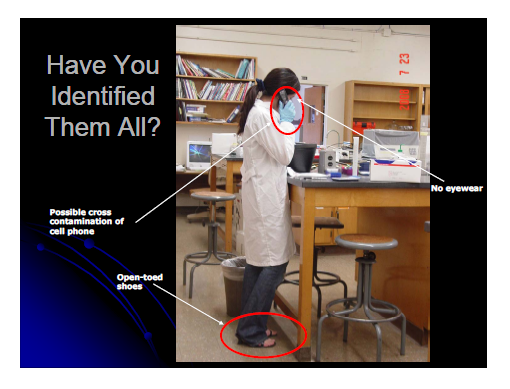 Have You
Identified
Them All?
No eyewear
Possible cross
contamination of
cell phone
Open-toed
shoes